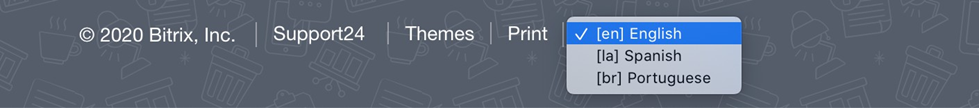 © 2020 Bitrix, Inc. Support24 Themes Print
✓ [en] English
[la] Spanish
[br] Portuguese